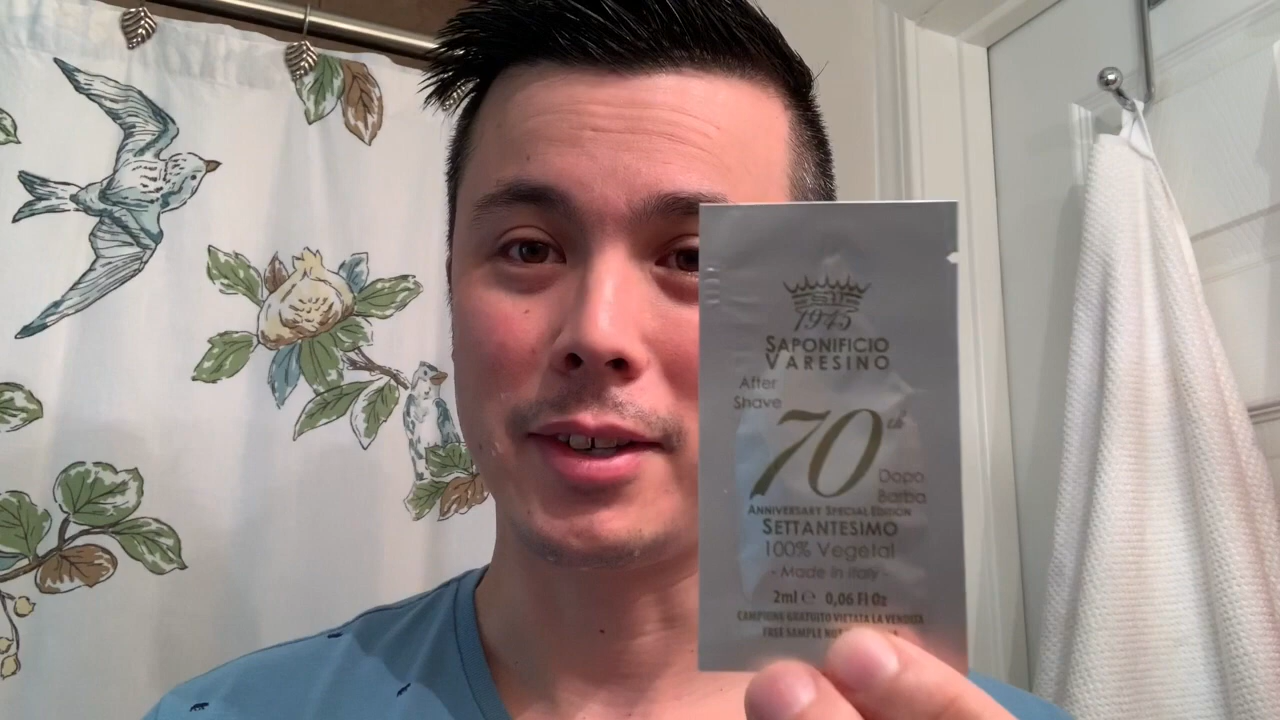 1945
SAPONIFICIO
VARESINO
After
Shave
70th
Dopo
Barba
ANNIVERSARY SPECIAL EDITION
SETTANTESIMO
100% Vegetal
- Made in Italy -
2ml ℮ 0,06 Fl Oz
CAMPIONE GRATUITO VIETATA LA VENDITA
FREE SAMPLE NOT